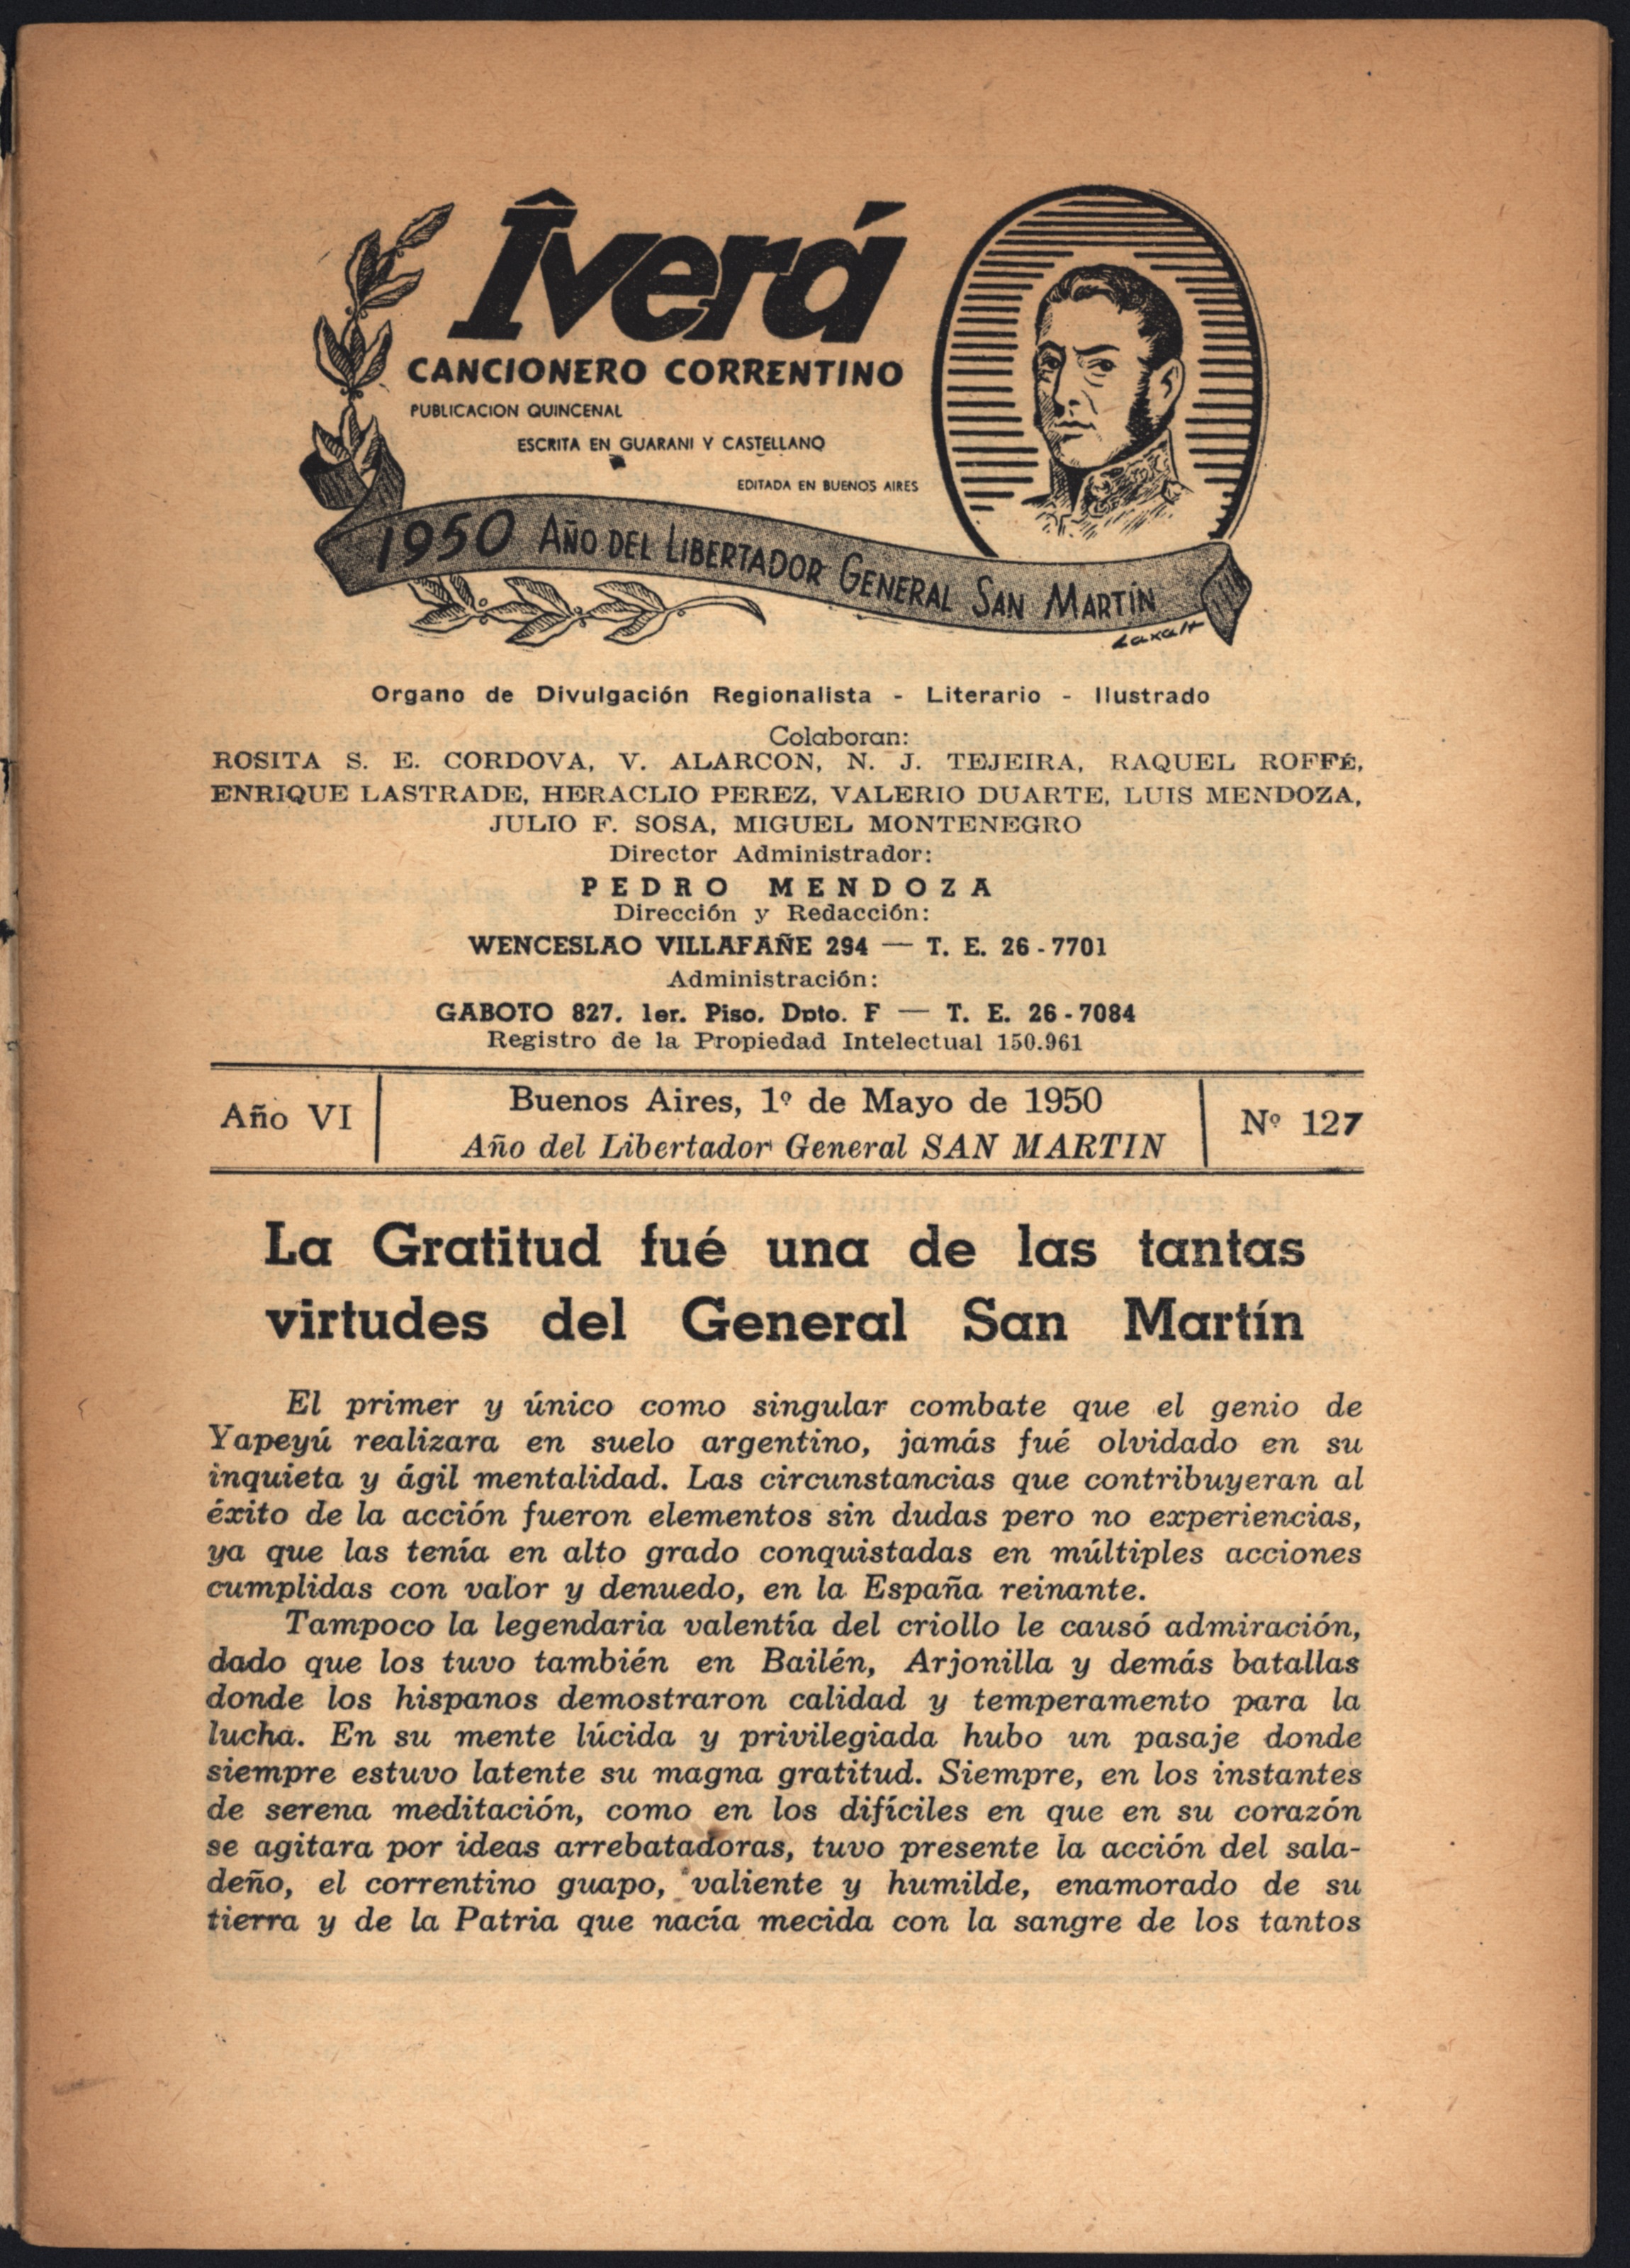 Îverá
CANCIONERO CORRENTINO
PUBLICACION QUINCENAL
ESCRITA EN GUARANI Y CASTELLANO
EDITADA EN BUENOS AIRES
1950 AÑO DEL LIBERTADOR GENERAL SAN MARTÍN
Laxalt
Organo de Divulgación Regionalista - Literario - Ilustrado
Colaboran:
ROSITA S. E. CORDOVA, V. ALARCON, N. J. TEJEIRA, RAQUEL ROFFÉ,
ENRIQUE LASTRADE, HERACLIO PEREZ, VALERIO DUARTE, LUIS MENDOZA,
JULIO F. SOSA, MIGUEL MONTENEGRO
Director Administrador:
PEDRO MENDOZA
Dirección y Redacción:
WENCESLAO VILLAFAÑE 294 — T. E. 26 - 7701
Administración:
GABOTO 827. 1er. Piso. Dpto. F — T. E. 26 - 7084
Registro de la Propiedad Intelectual 150.961
Año VI
Buenos Aires, 1º de Mayo de 1950
Año del Libertador General SAN MARTIN
Nº 127
La Gratitud fué una de las tantas
virtudes del General San Martín
El primer y único como singular combate que el genio de
Yapeyú realizara en suelo argentino, jamás fué olvidado en su
inquieta y ágil mentalidad. Las circunstancias que contribuyeran al
éxito de la acción fueron elementos sin dudas pero no experiencias,
ya que las tenía en alto grado conquistadas en múltiples acciones
cumplidas con valor y denuedo, en la España reinante.
Tampoco la legendaria valentía del criollo le causó admiración,
dado que los tuvo también en Bailén, Arjonilla y demás batallas
donde los hispanos demostraron calidad y temperamento para la
lucha. En su mente lúcida y privilegiada hubo un pasaje donde
siempre estuvo latente su magna gratitud. Siempre, en los instantes
de serena meditación, como en los difíciles en que en su corazón
se agitara por ideas arrebatadoras, tuvo presente la acción del sala-
deño, el correntino guapo, valiente y humilde, enamorado de su
tierra y de la Patria que nacía mecida con la sangre de los tantos